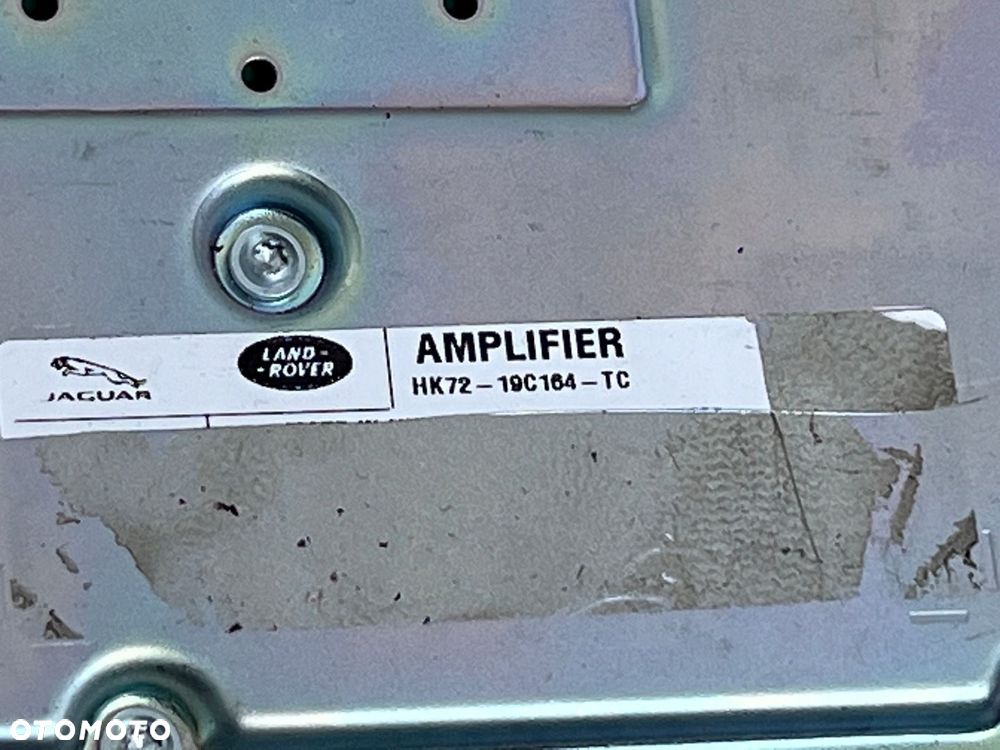 JAGUAR
LAND-
-ROVER
AMPLIFIER
HK72-19C164-TC
OTOMOTO